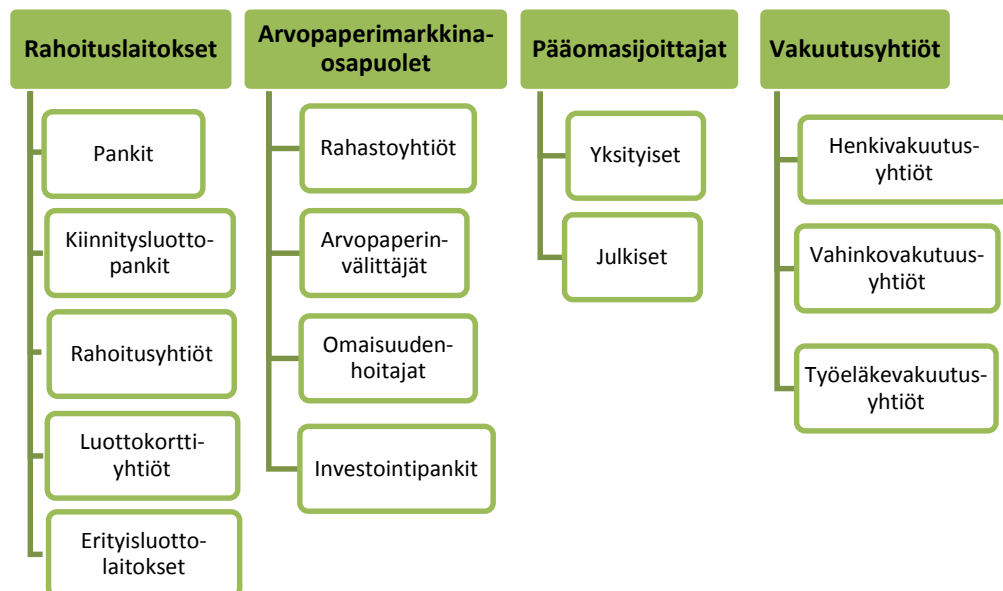 Rahoituslaitokset
Pankit
Kiinnitysluotto-
pankit
Rahoitusyhtiöt
Luottokortti-
yhtiöt
Erityisluotto-
laitokset
Arvopaperimarkkina-
osapuolet
Rahastoyhtiöt
Arvopaperin-
välittäjät
Omaisuuden-
hoitajat
Investointipankit
Pääomasijoittajat
Yksityiset
Julkiset
Vakuutusyhtiöt
Henkivakuutus-
yhtiöt
Vahinkovakutuus-
yhtiöt
Työeläkevakuutus-
yhtiöt